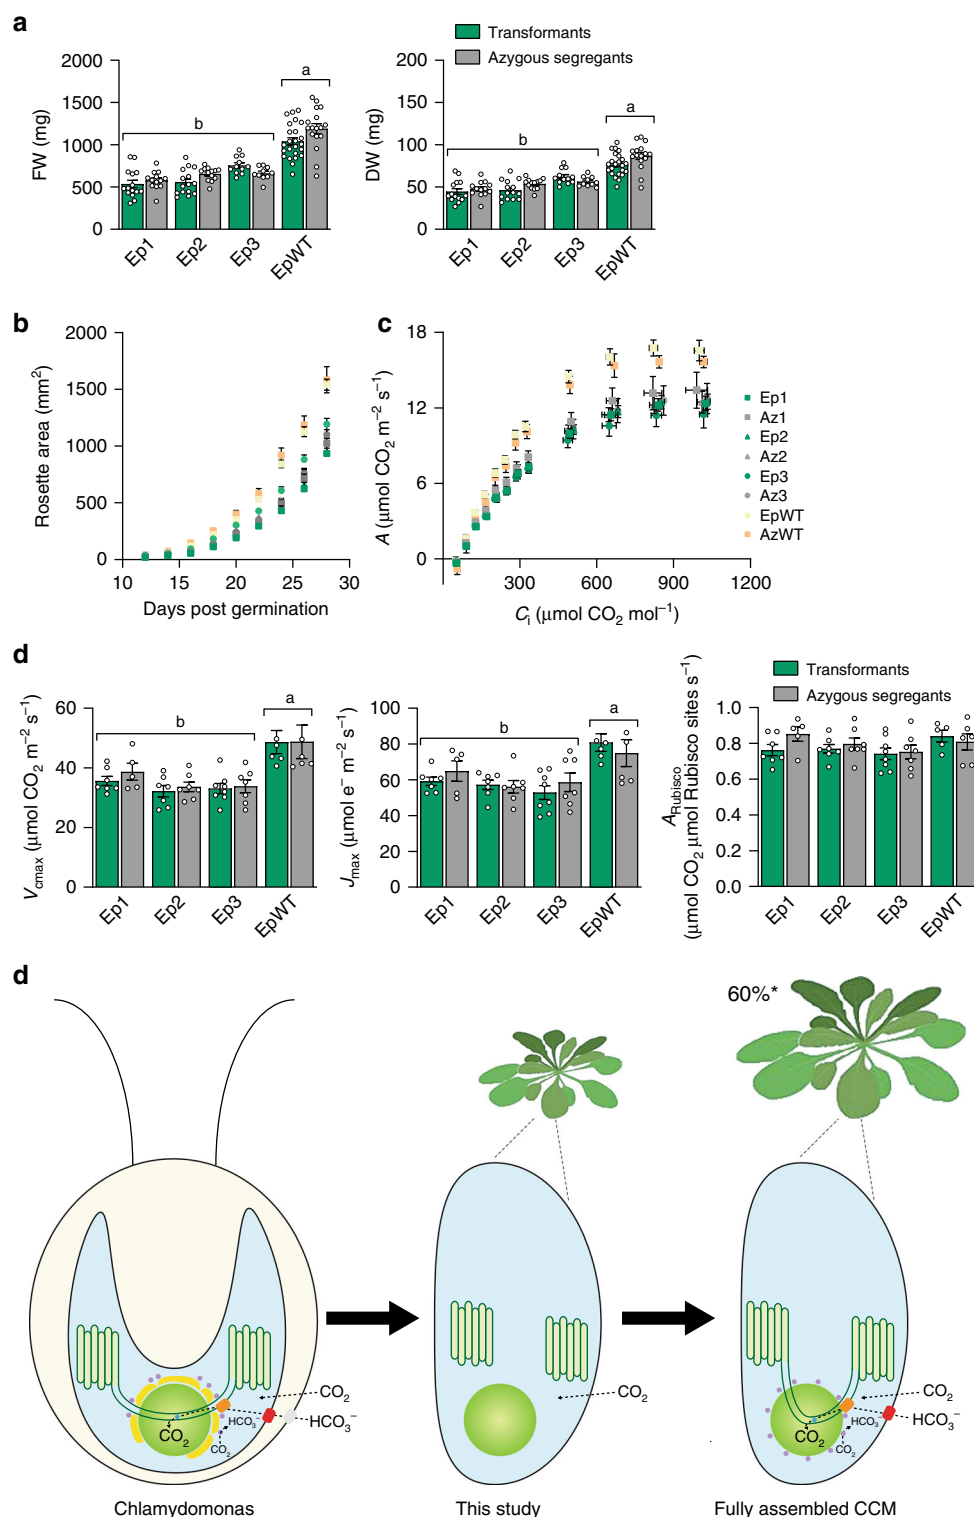 a
Transformants
Azygous segregants
FW (mg)
2000
1500
1000
500
0
a
b
Ep1
Ep2
Ep3
EpWT
DW (mg)
200
150
100
50
0
a
b
Ep1
Ep2
Ep3
EpWT
b
Rosette area (mm²)
2000
1500
1000
500
0
10
15
20
25
30
Days post germination
c
A (μmol CO₂ m⁻² s⁻¹)
18
12
6
0
300
600
900
1200
Cᵢ (μmol CO₂ mol⁻¹)
Ep1
Az1
Ep2
Az2
Ep3
Az3
EpWT
AzWT
d
Transformants
Azygous segregants
V_cmax (μmol CO₂ m⁻² s⁻¹)
60
40
20
0
a
b
Ep1
Ep2
Ep3
EpWT
J_max (μmol e⁻ m⁻² s⁻¹)
100
80
60
40
20
0
a
b
Ep1
Ep2
Ep3
EpWT
A_Rubisco
(μmol CO₂ μmol Rubisco sites s⁻¹)
1.0
0.8
0.6
0.4
0.2
0.0
Ep1
Ep2
Ep3
EpWT
d
60%*
CO₂
HCO₃⁻
HCO₃⁻
CO₂
CO₂
CO₂
CO₂
HCO₃⁻
CO₂
CO₂
Chlamydomonas
This study
Fully assembled CCM